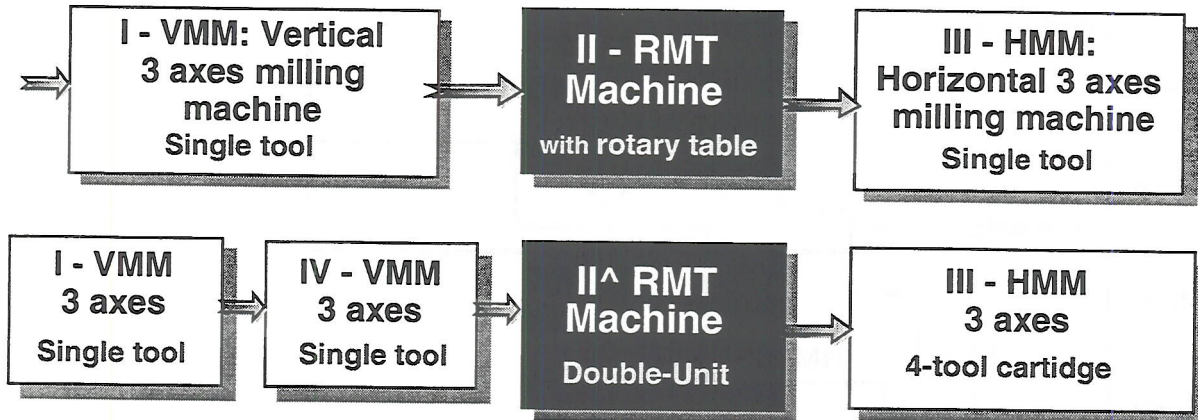 I - VMM: Vertical
3 axes milling
machine
Single tool
II - RMT
Machine
with rotary table
III - HMM:
Horizontal 3 axes
milling machine
Single tool
I - VMM
3 axes
Single tool
IV - VMM
3 axes
Single tool
II^ RMT
Machine
Double-Unit
III - HMM
3 axes
4-tool cartidge